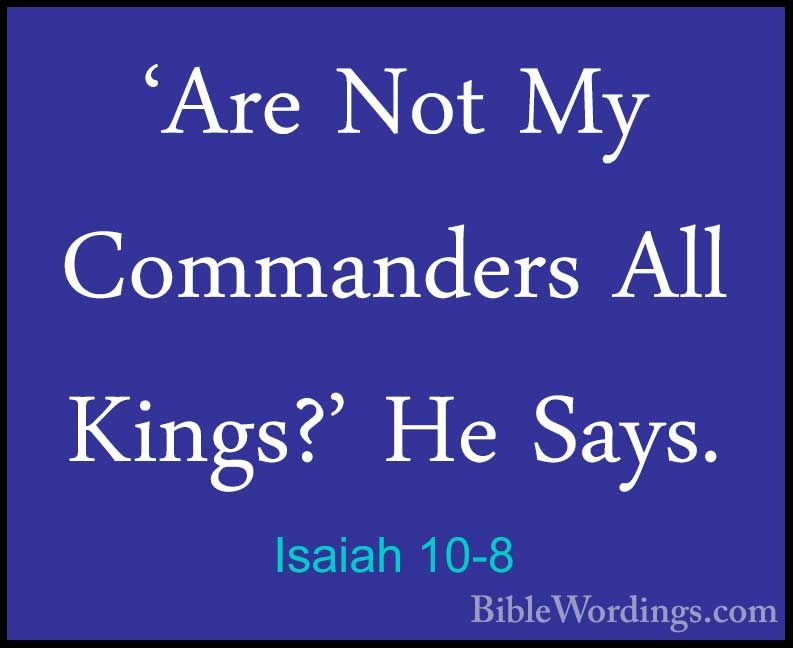 ‘Are Not My
Commanders All
Kings?’ He Says.
Isaiah 10-8
BibleWordings.com